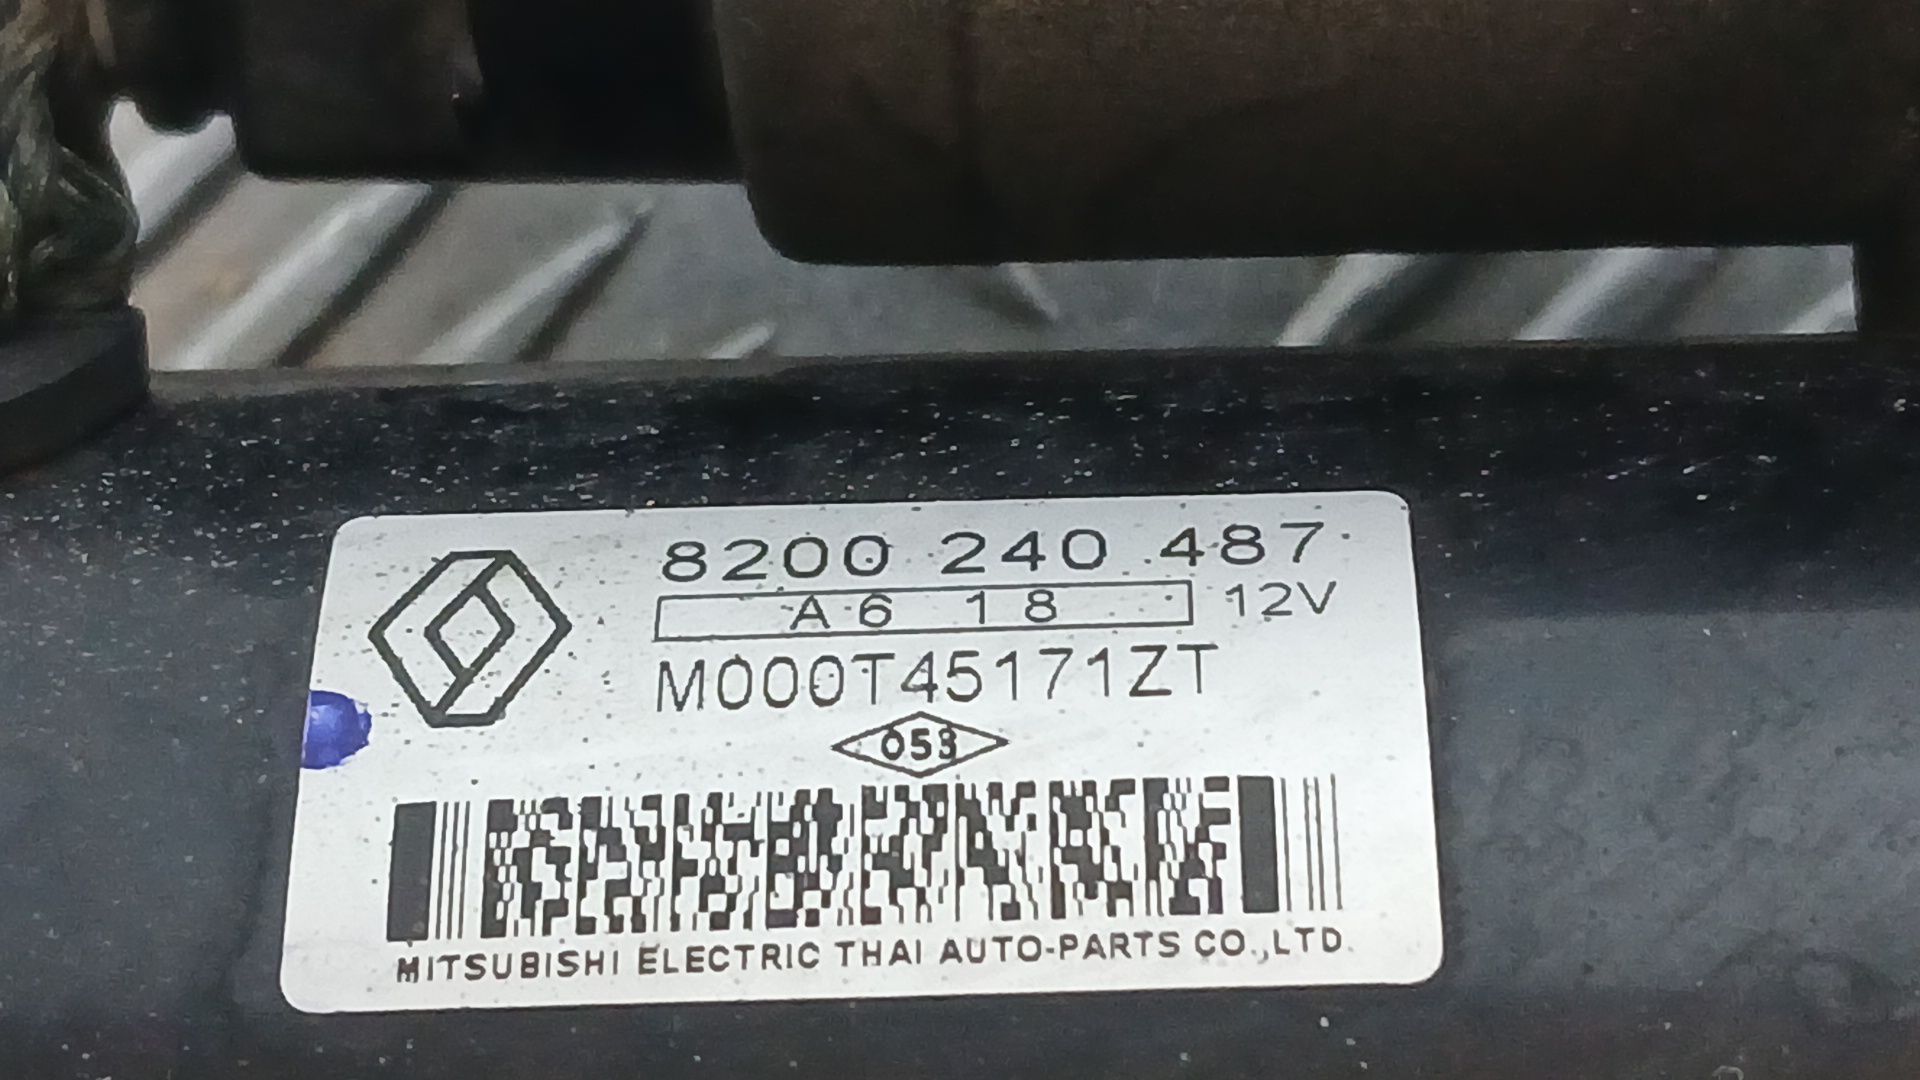 8200 240 487
A6 18 12V
M000T45171ZT
053
MITSUBISHI ELECTRIC THAI AUTO-PARTS CO.,LTD.